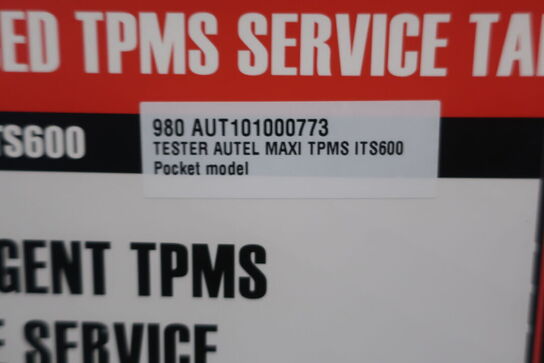 ED TPMS SERVICE TA
TS600
980 AUT101000773
TESTER AUTEL MAXI TPMS ITS600
Pocket model
GENT TPMS
E SERVICE